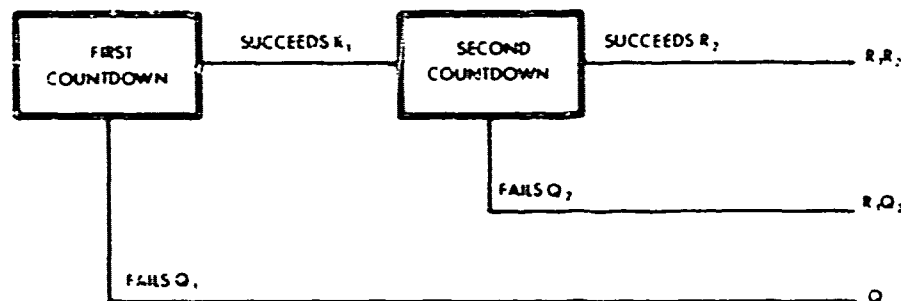 FIRST
COUNTDOWN
SUCCEEDS R₁
SECOND
COUNTDOWN
SUCCEEDS R₂
R₁R₂
FAILS Q₂
R₁Q₂
FAILS Q₁
Q